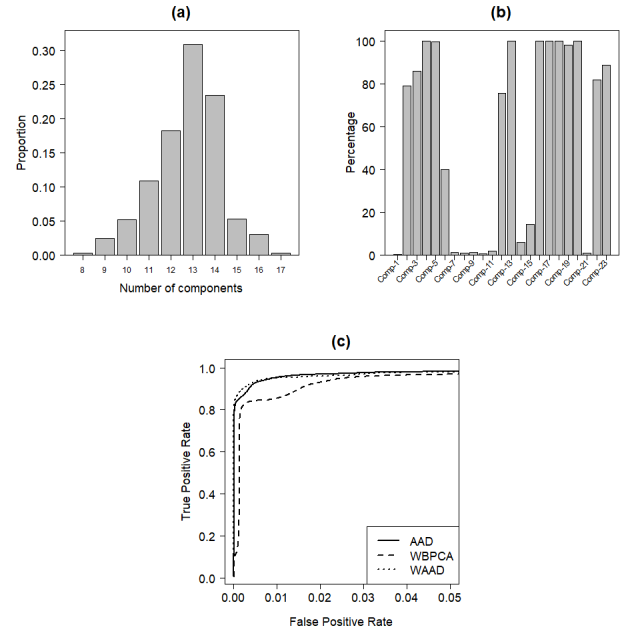 (a)
(b)
Proportion
0.30
0.25
0.20
0.15
0.10
0.05
0.00
8 9 10 11 12 13 14 15 16 17
Number of components
Percentage
100
80
60
40
20
0
Comp-1 Comp-3 Comp-5 Comp-7 Comp-9 Comp-11 Comp-13 Comp-15 Comp-17 Comp-19 Comp-21 Comp-23
(c)
True Positive Rate
1.0
0.8
0.6
0.4
0.2
0.0
AAD
WBPCA
WAAD
0.00 0.01 0.02 0.03 0.04 0.05
False Positive Rate